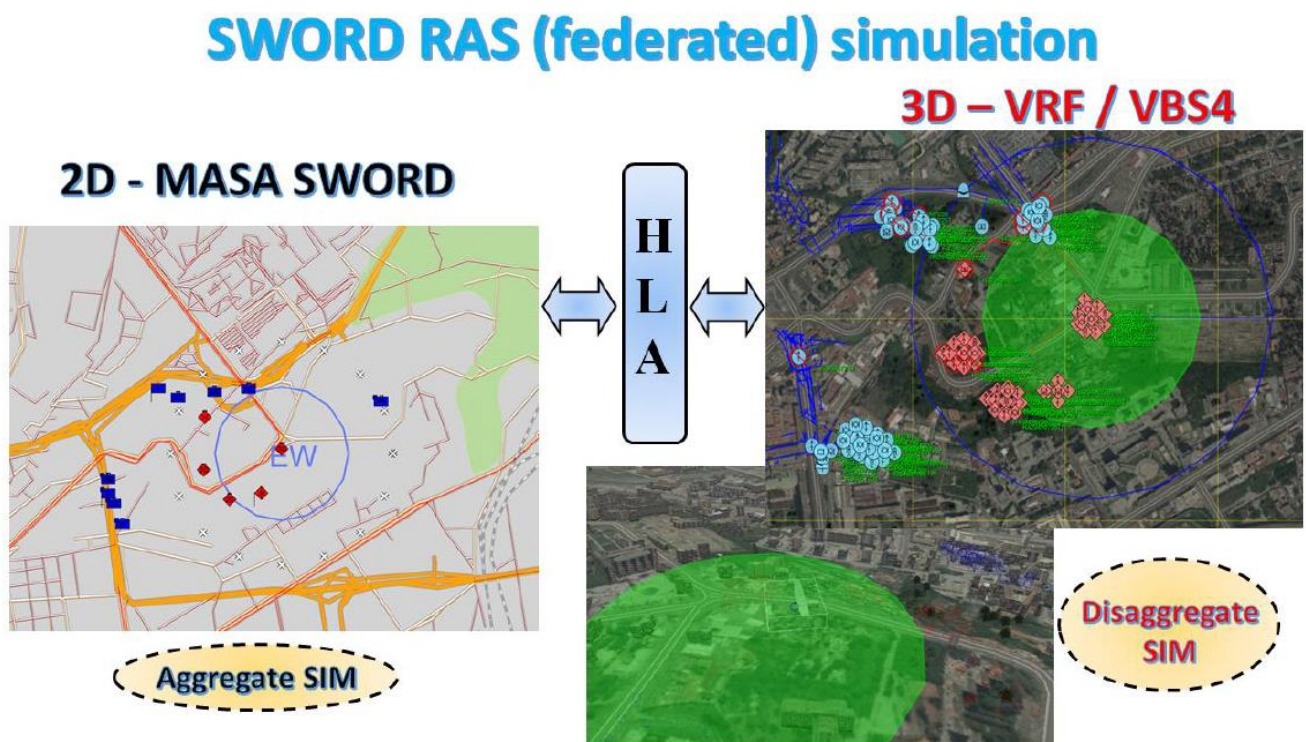 SWORD RAS (federated) simulation
3D – VRF / VBS4
2D - MASA SWORD
H
L
A
EW
Aggregate SIM
Disaggregate
SIM